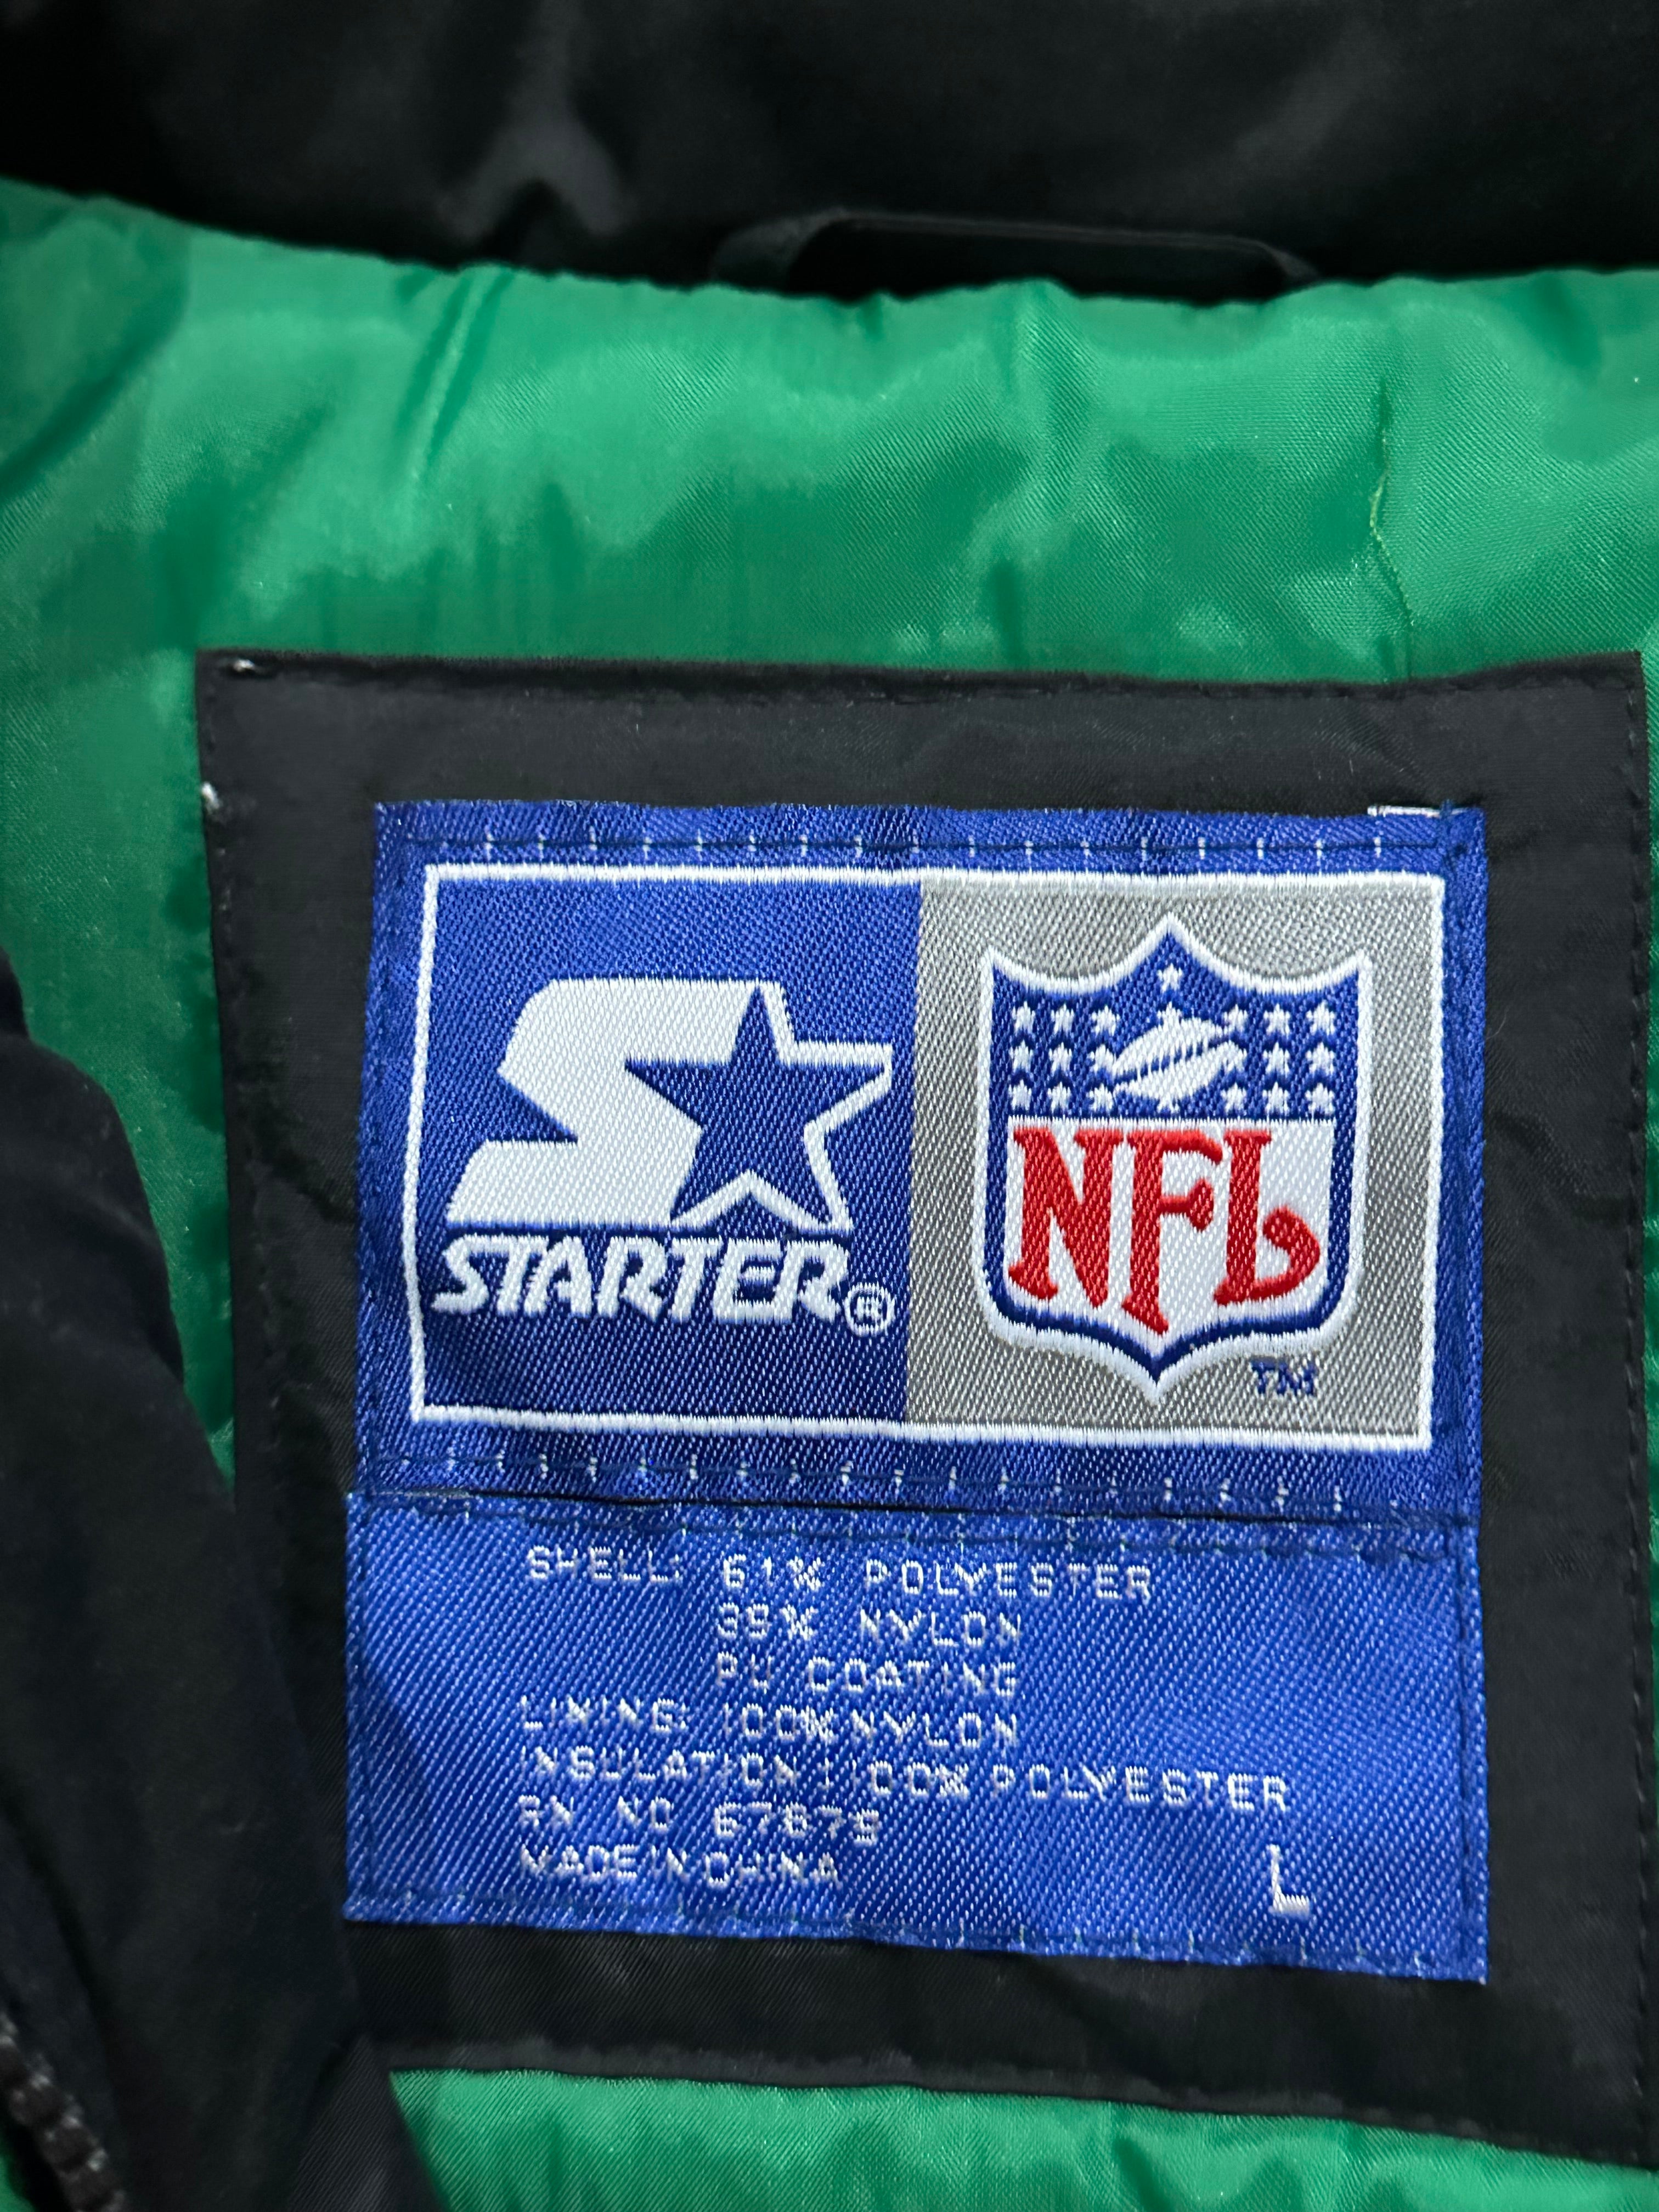 STARTER®
NFL
TM
SHELL: 61% POLYESTER
39% NYLON
PU COATING
LINING: 100% NYLON
INSULATION: 100% POLYESTER
RN NO 67879
MADE IN CHINA
L